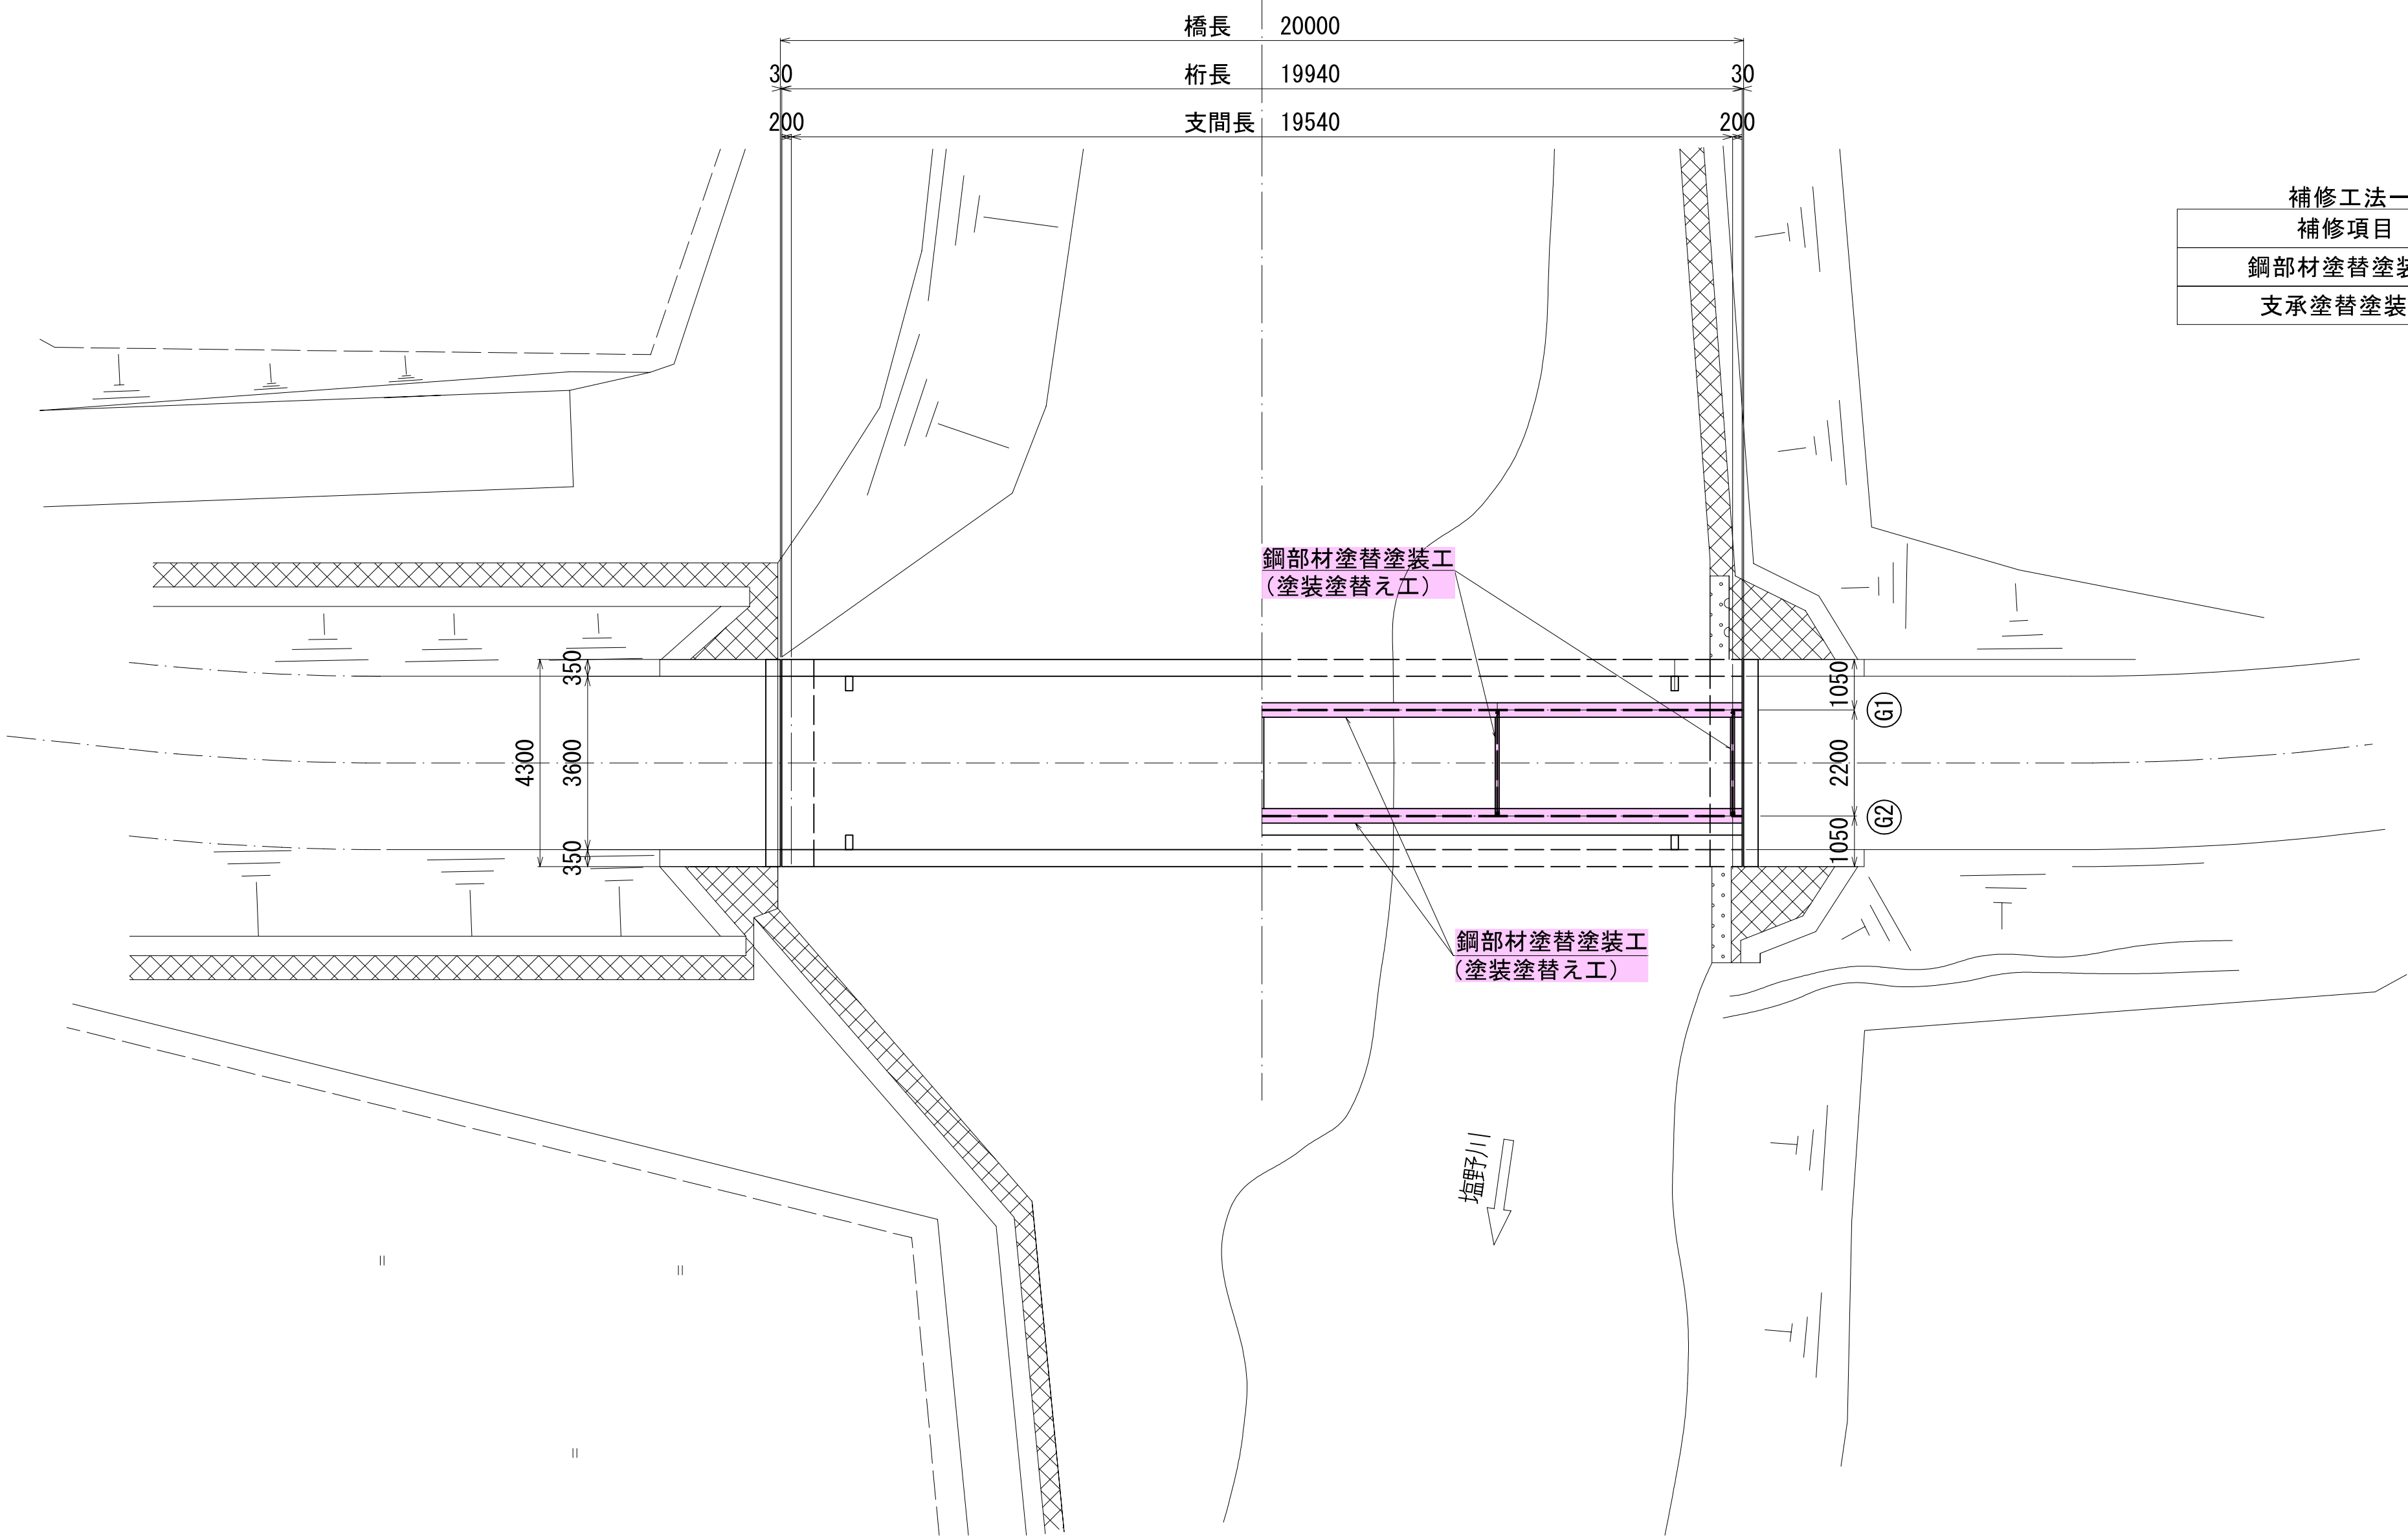 橋長 20000
30 桁長 19940 30
200 支間長 19540 200
補修工法一
補修項目
鋼部材塗替塗装
支承塗替塗装
鋼部材塗替塗装工
(塗装塗替え工)
350
3600
4300
350
1050
G1
2200
G2
1050
鋼部材塗替塗装工
(塗装塗替え工)
塩野川